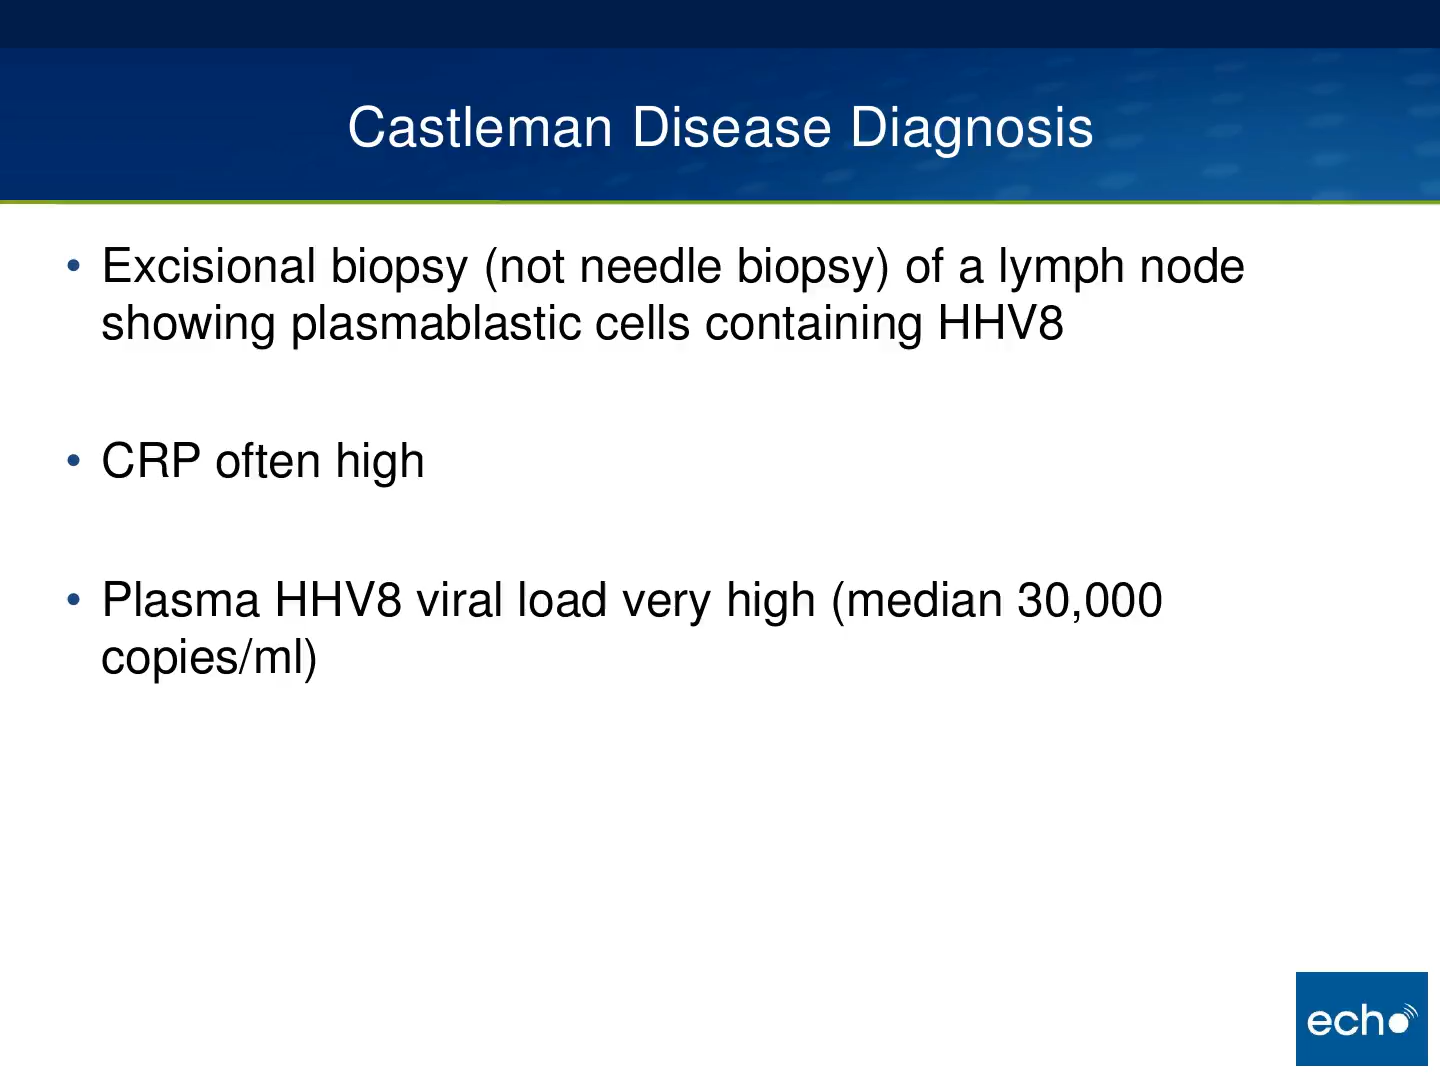 Castleman Disease Diagnosis
• Excisional biopsy (not needle biopsy) of a lymph node
showing plasmablastic cells containing HHV8
• CRP often high
• Plasma HHV8 viral load very high (median 30,000
copies/ml)
echo